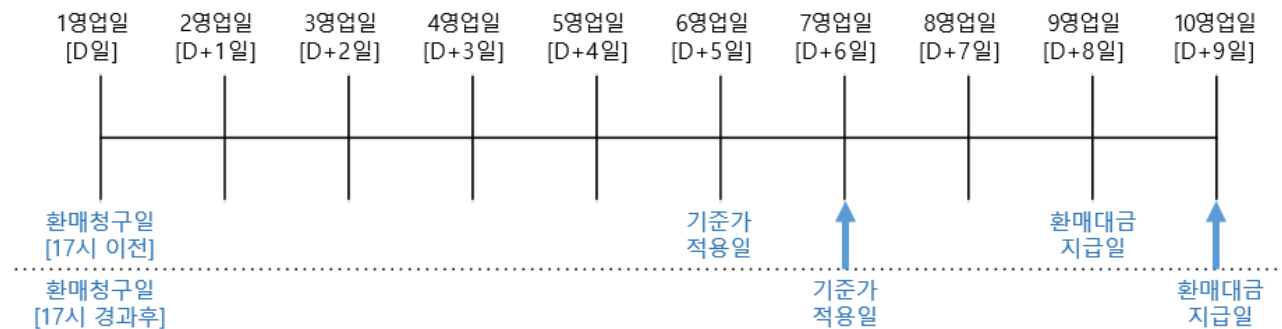 1영업일 2영업일 3영업일 4영업일 5영업일 6영업일 7영업일 8영업일 9영업일 10영업일
[D일] [D+1일] [D+2일] [D+3일] [D+4일] [D+5일] [D+6일] [D+7일] [D+8일] [D+9일]
환매청구일 기준가 환매대금
[17시 이전] 적용일 지급일
환매청구일 기준가 환매대금
[17시 경과후] 적용일 지급일